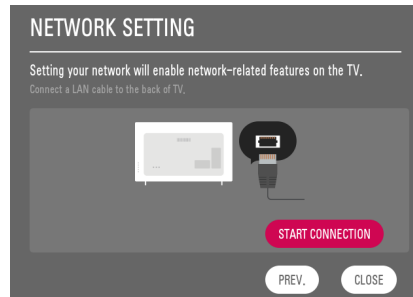 NETWORK SETTING
Setting your network will enable network-related features on the TV.
Connect a LAN cable to the back of TV.
START CONNECTION
PREV.
CLOSE